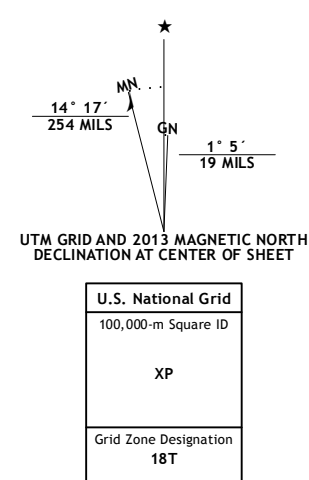 MN
14° 17´
254 MILS
GN
1° 5´
19 MILS
UTM GRID AND 2013 MAGNETIC NORTH
DECLINATION AT CENTER OF SHEET
U.S. National Grid
100,000-m Square ID
XP
Grid Zone Designation
18T